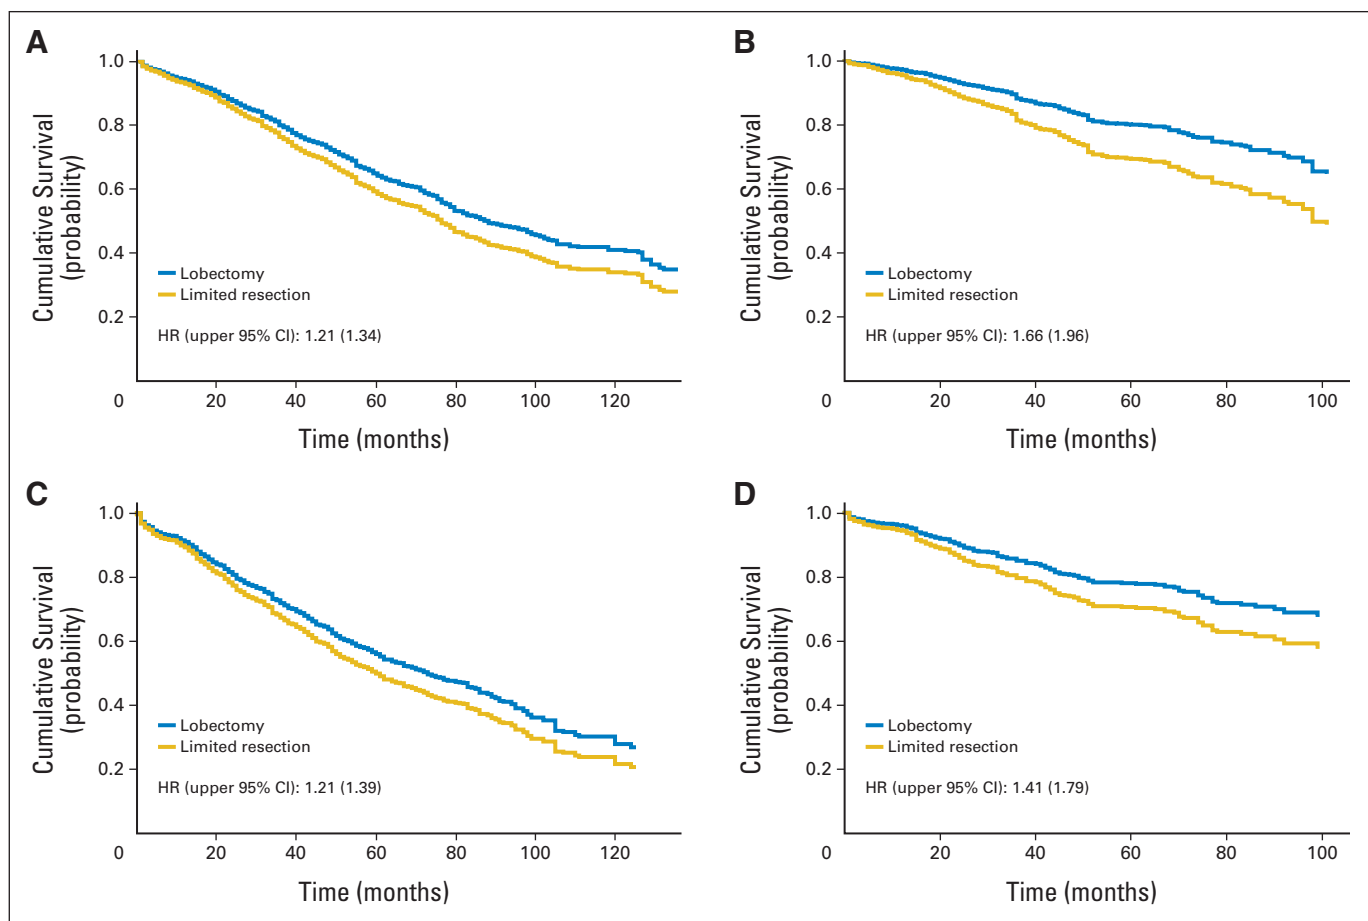 A
Cumulative Survival
(probability)
1.0
0.8
0.6
0.4
0.2
Lobectomy
Limited resection
HR (upper 95% CI): 1.21 (1.34)
0 20 40 60 80 100 120
Time (months)
B
Cumulative Survival
(probability)
1.0
0.8
0.6
0.4
0.2
Lobectomy
Limited resection
HR (upper 95% CI): 1.66 (1.96)
0 20 40 60 80 100
Time (months)
C
Cumulative Survival
(probability)
1.0
0.8
0.6
0.4
0.2
Lobectomy
Limited resection
HR (upper 95% CI): 1.21 (1.39)
0 20 40 60 80 100 120
Time (months)
D
Cumulative Survival
(probability)
1.0
0.8
0.6
0.4
0.2
Lobectomy
Limited resection
HR (upper 95% CI): 1.41 (1.79)
0 20 40 60 80 100
Time (months)